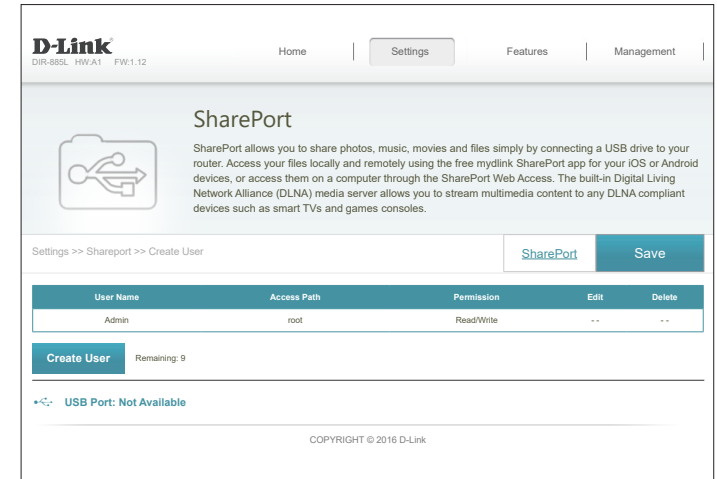 D-Link
DIR-885L HW:A1 FW:1.12
Home
Settings
Features
Management
SharePort
SharePort allows you to share photos, music, movies and files simply by connecting a USB drive to your
router. Access your files locally and remotely using the free mydlink SharePort app for your iOS or Android
devices, or access them on a computer through the SharePort Web Access. The built-in Digital Living
Network Alliance (DLNA) media server allows you to stream multimedia content to any DLNA compliant
devices such as smart TVs and games consoles.
Settings >> Shareport >> Create User
SharePort
Save
User Name Access Path Permission Edit Delete
Admin root Read/Write - - - -
Create User Remaining: 9
USB Port: Not Available
COPYRIGHT © 2016 D-Link